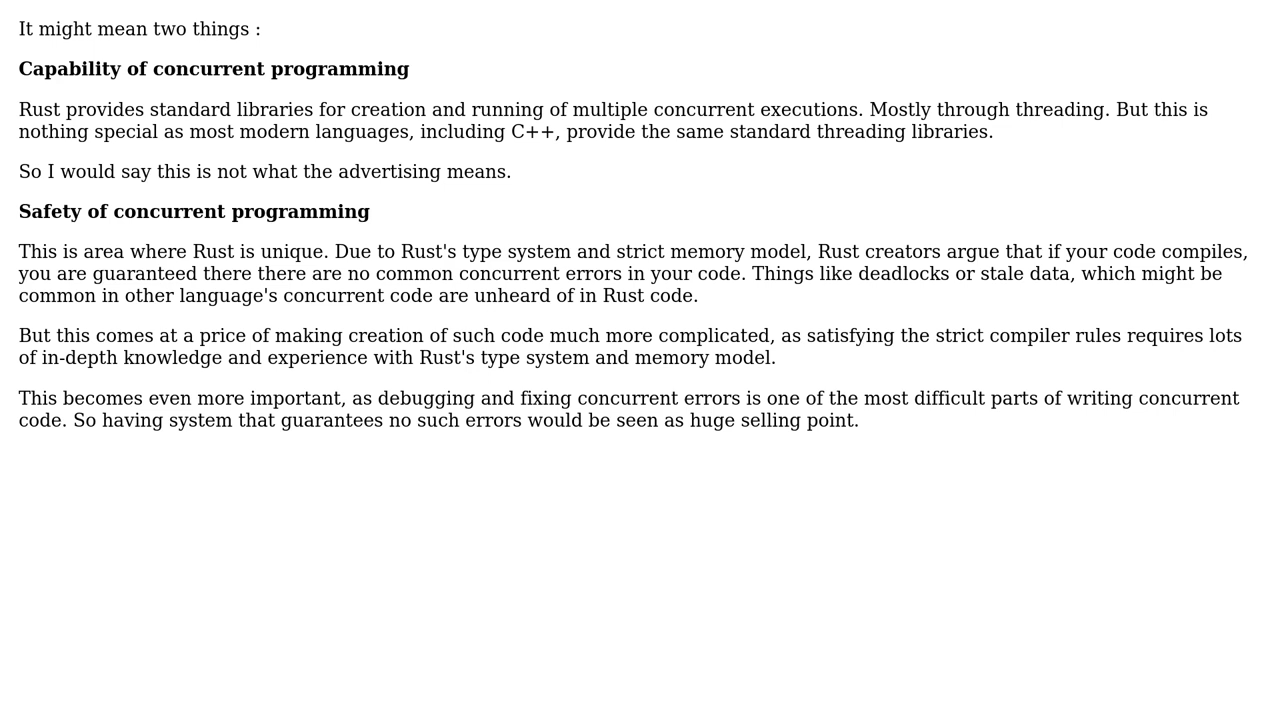 It might mean two things :
Capability of concurrent programming
Rust provides standard libraries for creation and running of multiple concurrent executions. Mostly through threading. But this is
nothing special as most modern languages, including C++, provide the same standard threading libraries.
So I would say this is not what the advertising means.
Safety of concurrent programming
This is area where Rust is unique. Due to Rust's type system and strict memory model, Rust creators argue that if your code compiles,
you are guaranteed there there are no common concurrent errors in your code. Things like deadlocks or stale data, which might be
common in other language's concurrent code are unheard of in Rust code.
But this comes at a price of making creation of such code much more complicated, as satisfying the strict compiler rules requires lots
of in-depth knowledge and experience with Rust's type system and memory model.
This becomes even more important, as debugging and fixing concurrent errors is one of the most difficult parts of writing concurrent
code. So having system that guarantees no such errors would be seen as huge selling point.